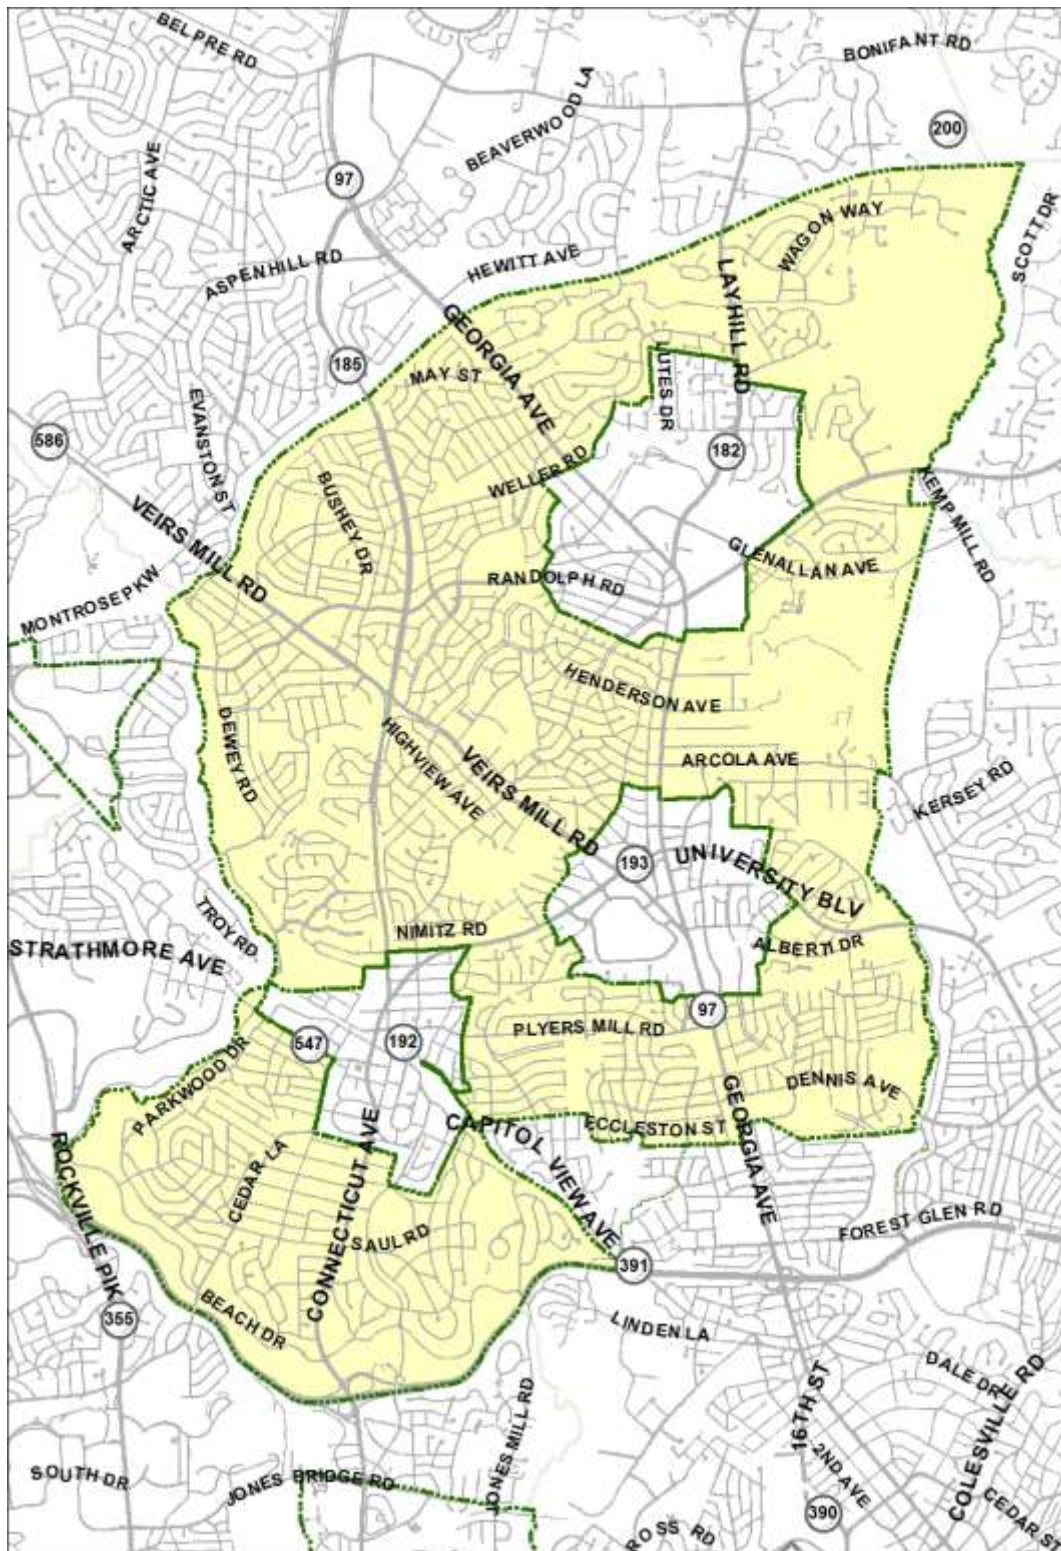 BELPRE RD
BONIFANT RD
BEAVERWOOD LA
200
ARCTIC AVE
97
WAGON WAY
SCOTT DR
ASPENHILL RD
HEWITT AVE
LAYHILL RD
GEORGIA AVE
185
MAY ST
LUTES DR
EVANSTON ST
586
182
WELLER RD
BUSHEY DR
KEMP MILL RD
VEIRS MILL RD
GLENALLAN AVE
RANDOLPH RD
MONTROSE PKW
HENDERSON AVE
DEWEY RD
HIGHVIEW AVE
VEIRS MILL RD
ARCOLA AVE
KERSEY RD
193
UNIVERSITY BLV
TROY RD
NIMITZ RD
STRATHMORE AVE
ALBERTI DR
97
PLYERS MILL RD
547
192
PARKWOOD DR
DENNIS AVE
GEORGIA AVE
ECCLESTON ST
CAPITOL VIEW AVE
CONNECTICUT AVE
ROCKVILLE PIK
CEDAR LA
SAUL RD
FOREST GLEN RD
391
BEACH DR
355
LINDEN LA
DALE DR
16TH ST
COLESVILLE RD
JONES MILL RD
2ND AVE
SOUTH DR
JONES BRIDGE RD
CEDAR ST
390
ROSS RD